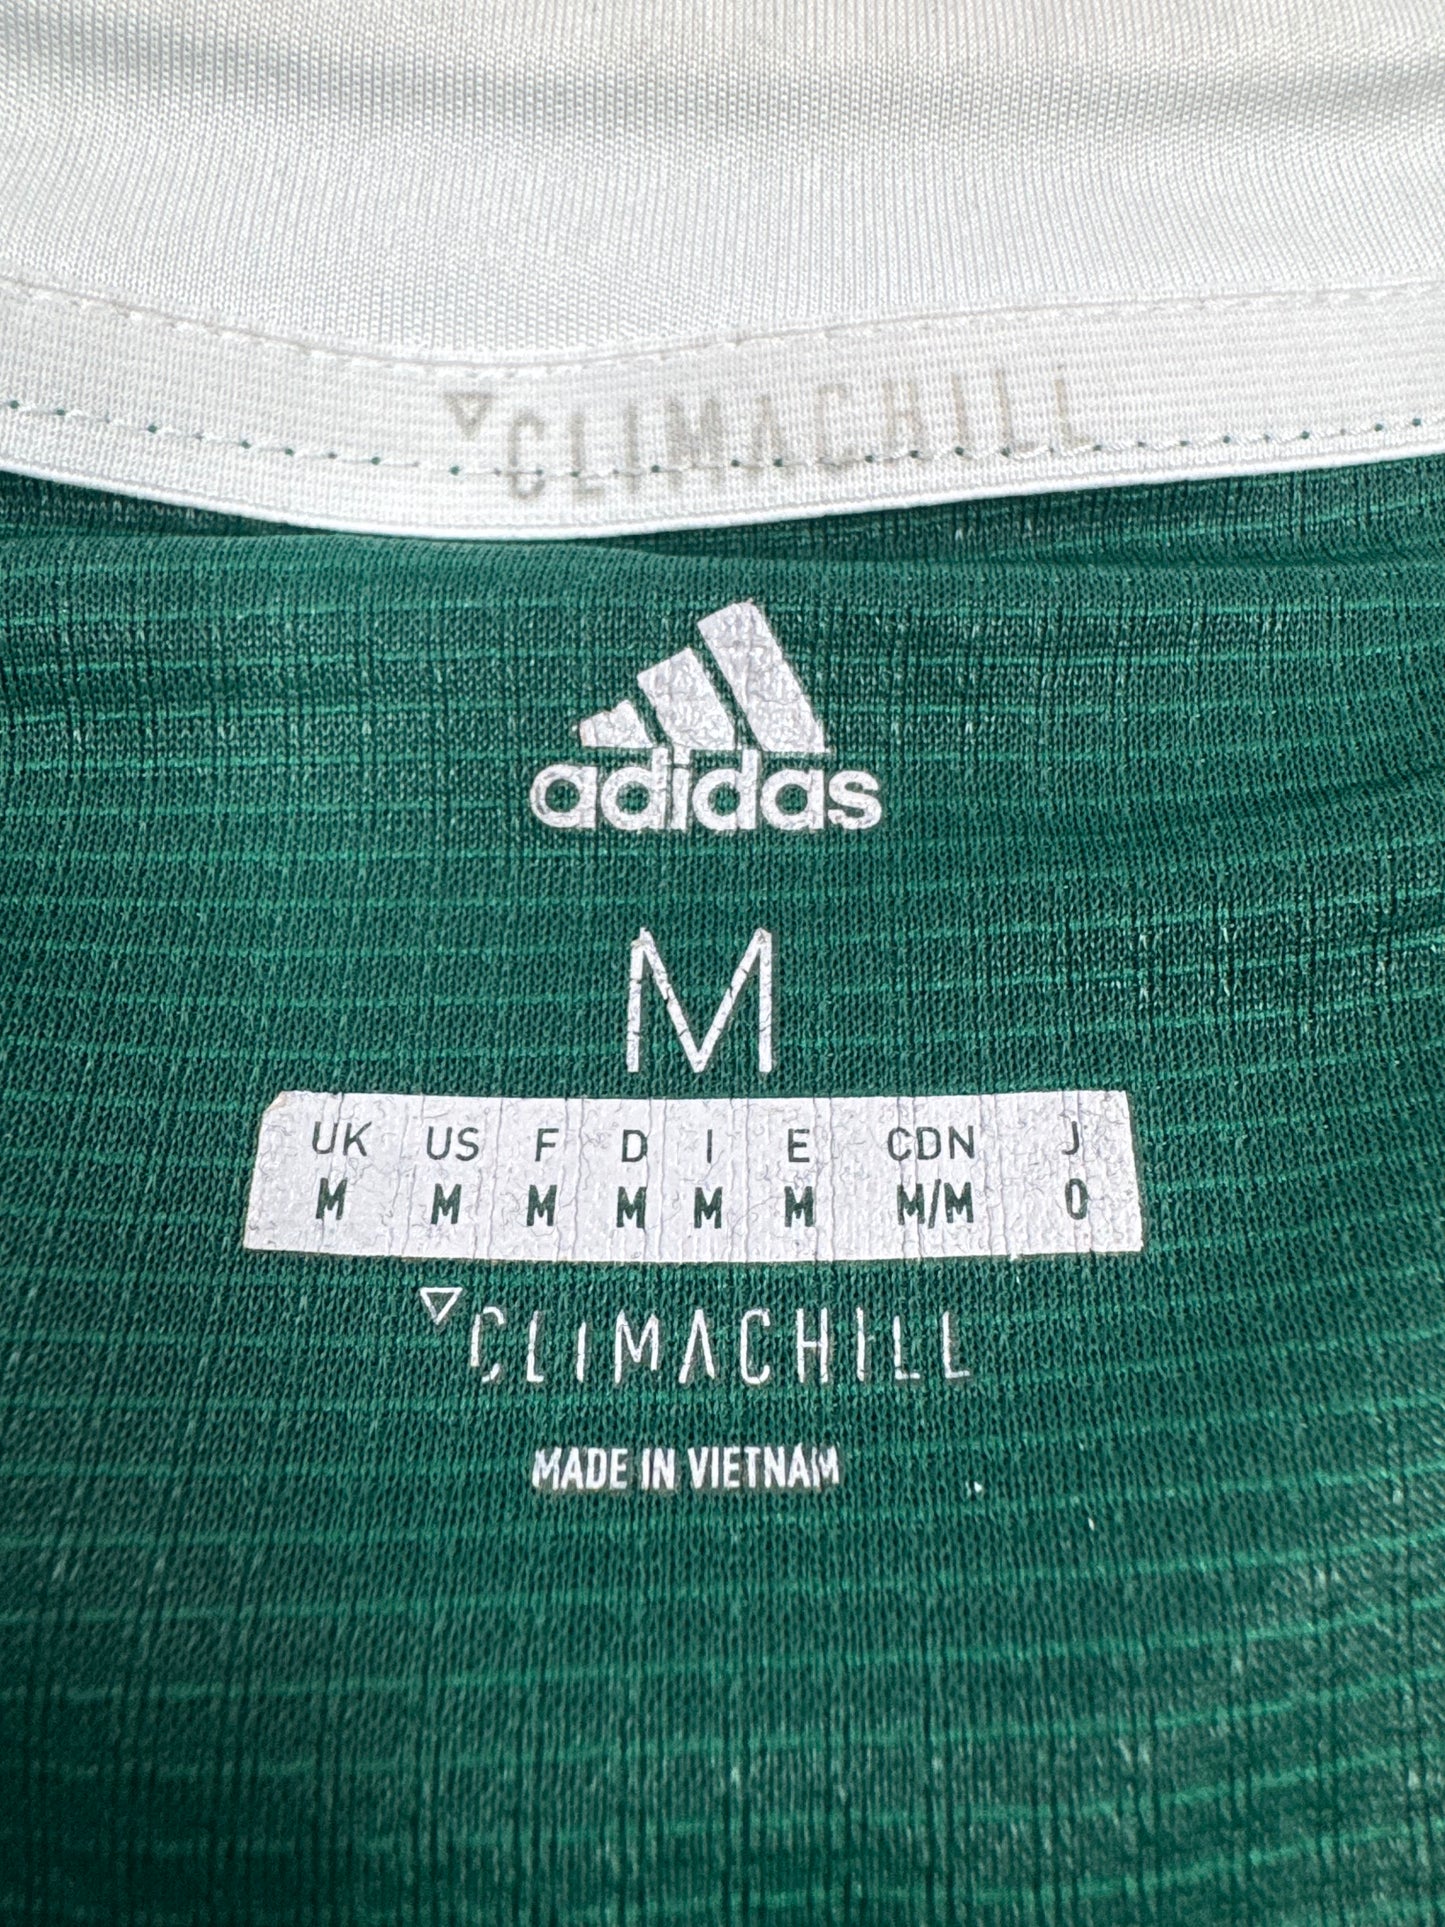 CLIMACHILL
adidas
M
UK US F D I E CDN J
M M M M M M M/M O
CLIMACHILL
MADE IN VIETNAM